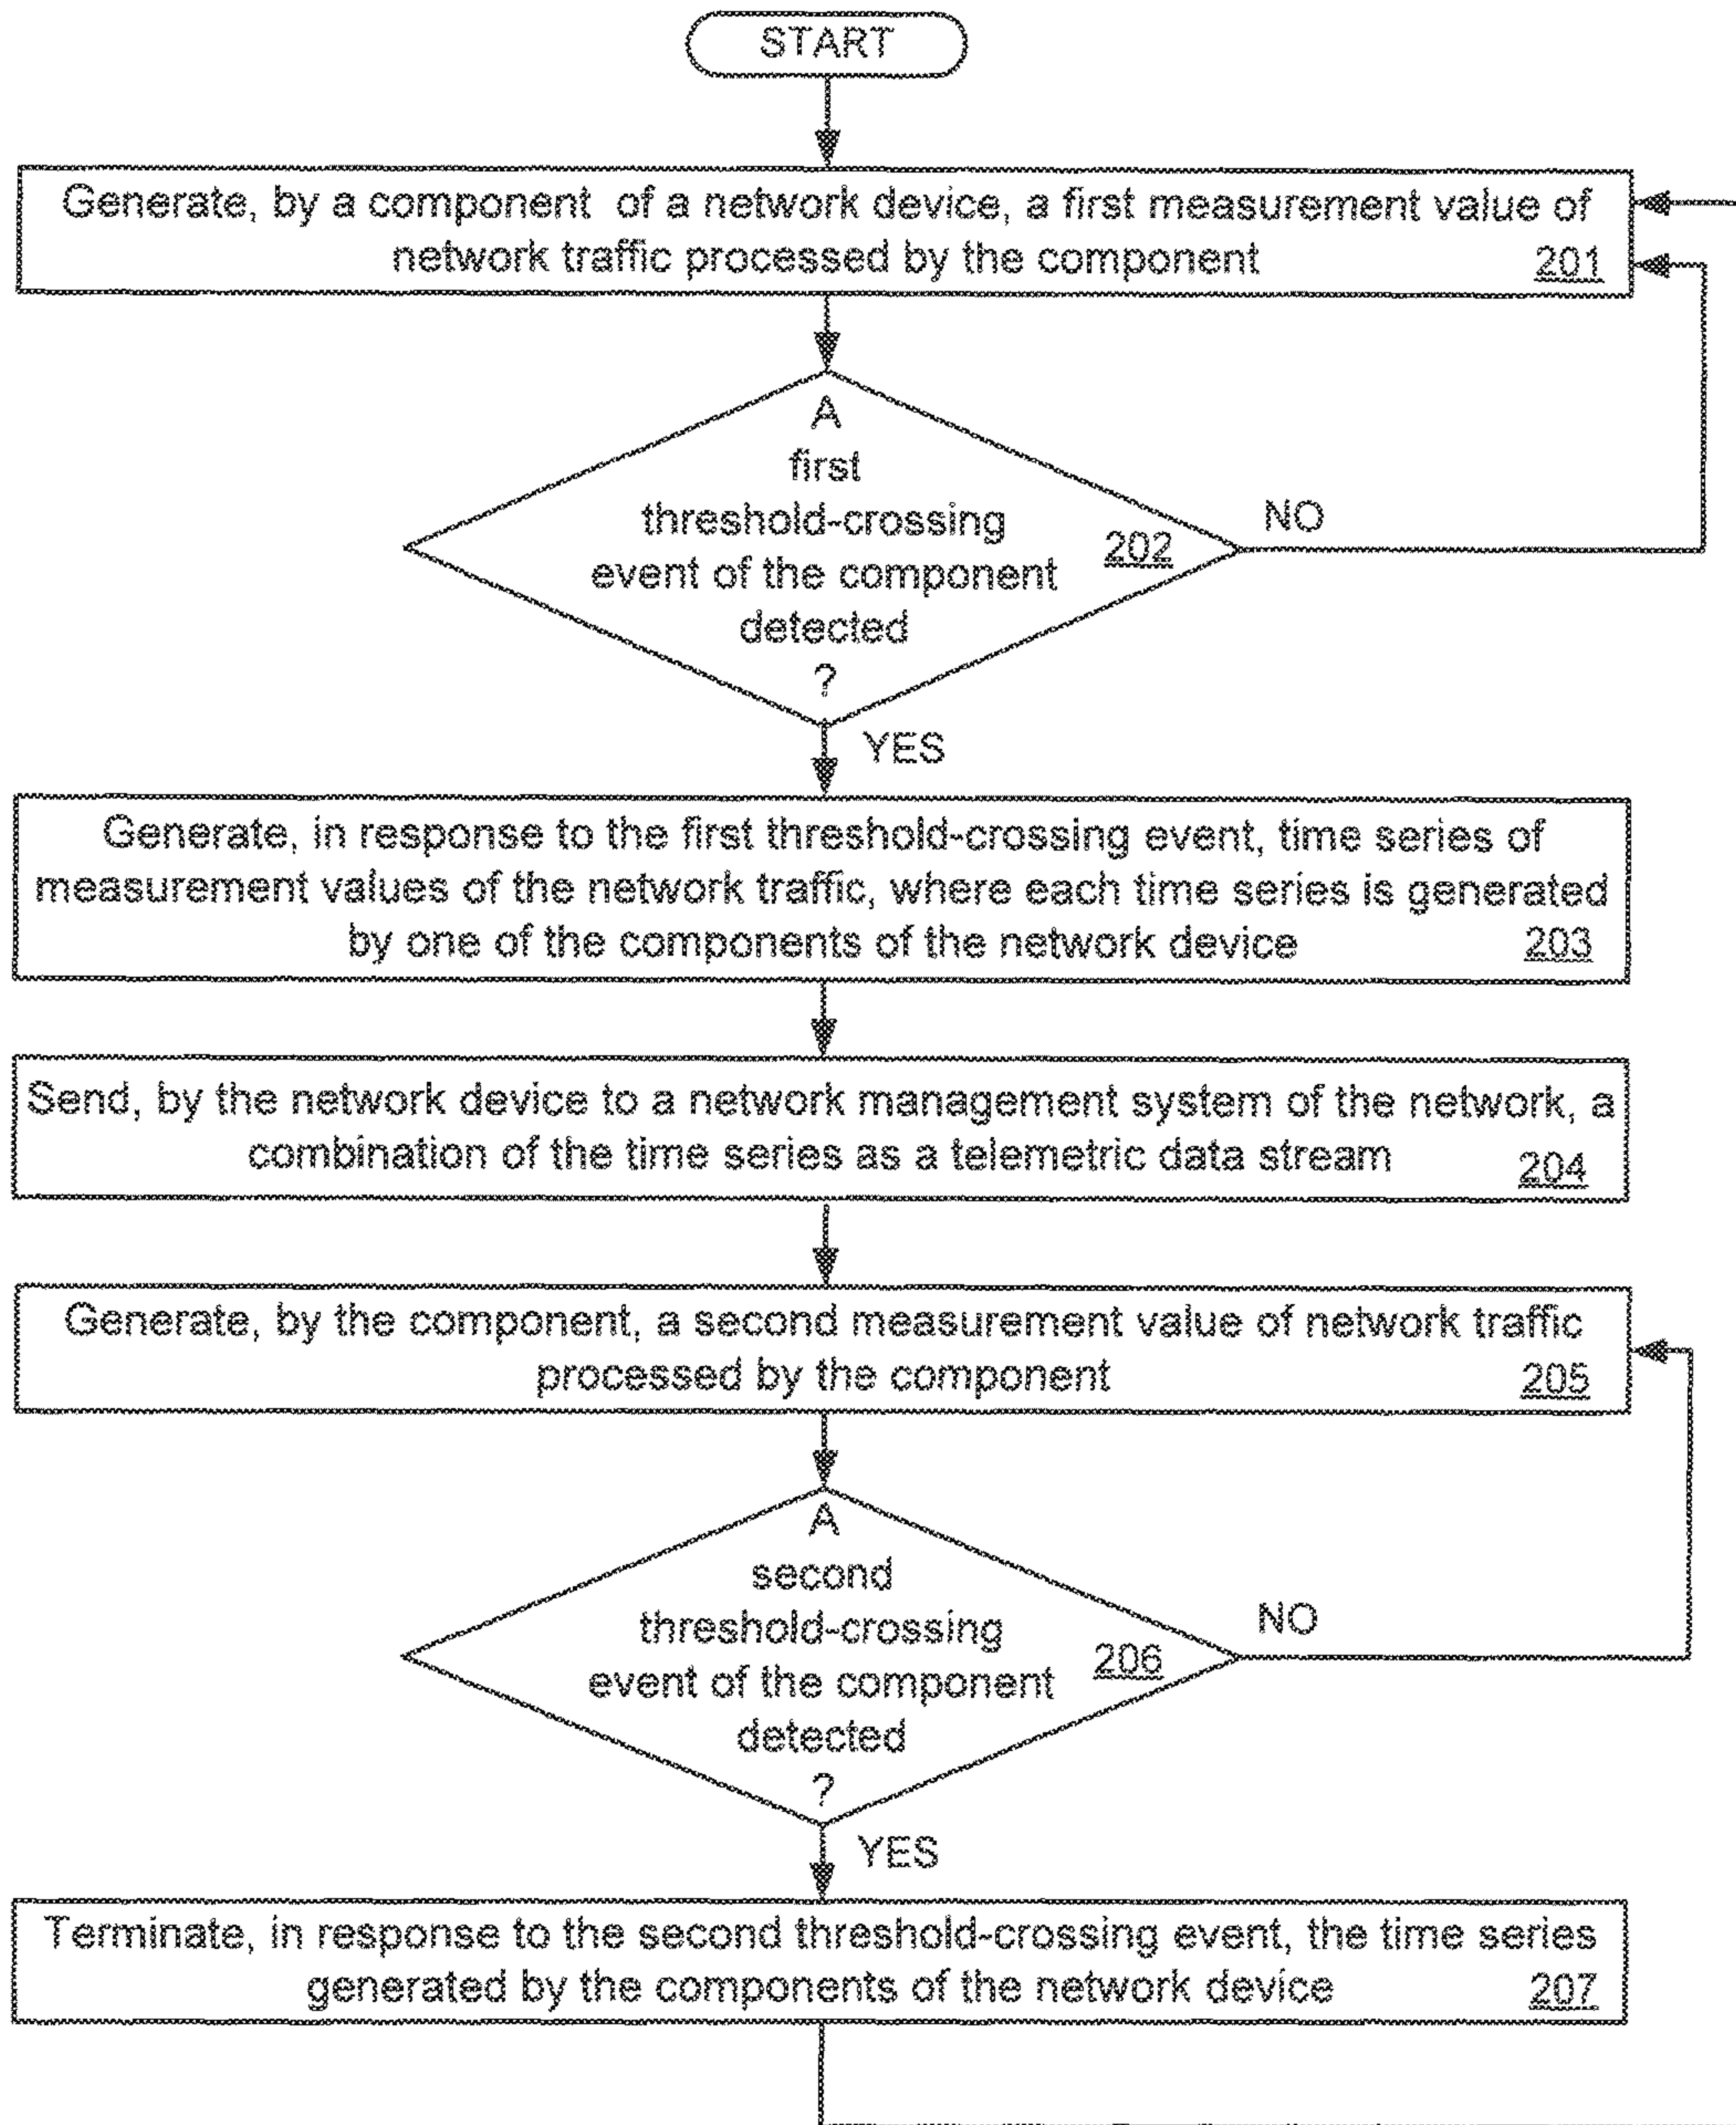 START
Generate, by a component of a network device, a first measurement value of
network traffic processed by the component 201
A
first
threshold-crossing
event of the component
detected
?
202
NO
YES
Generate, in response to the first threshold-crossing event, time series of
measurement values of the network traffic, where each time series is generated
by one of the components of the network device 203
Send, by the network device to a network management system of the network, a
combination of the time series as a telemetric data stream 204
Generate, by the component, a second measurement value of network traffic
processed by the component 205
A
second
threshold-crossing
event of the component
detected
?
206
NO
YES
Terminate, in response to the second threshold-crossing event, the time series
generated by the components of the network device 207